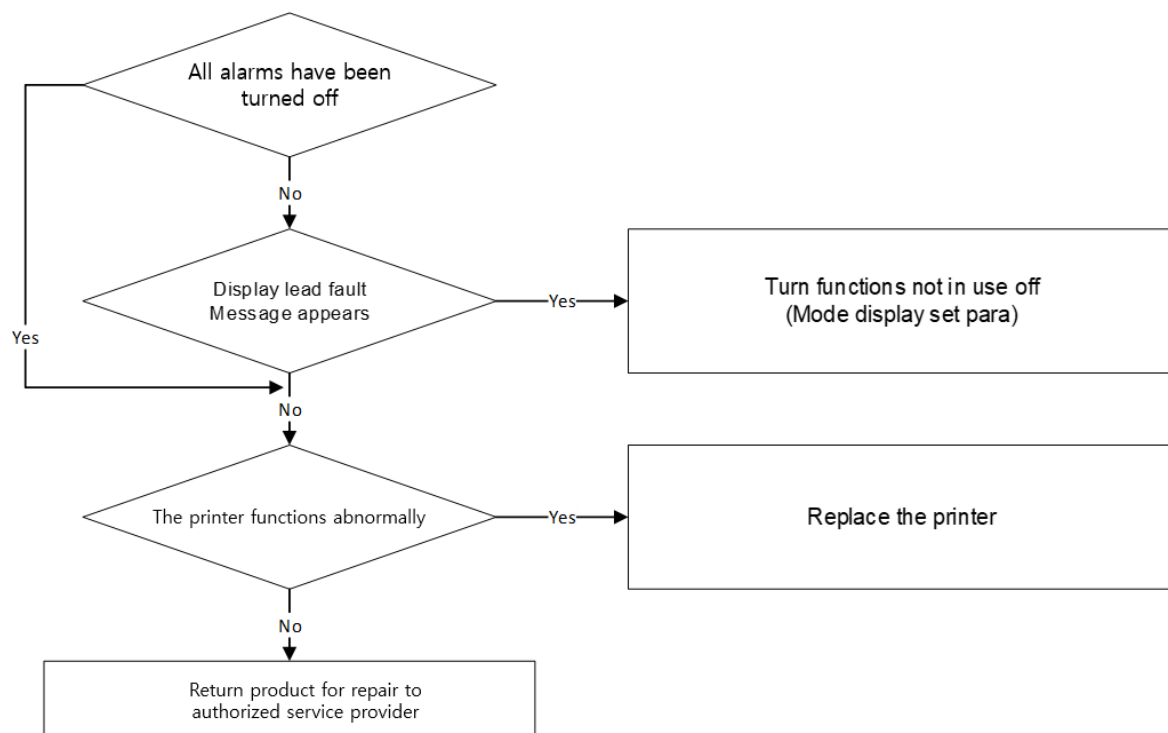 All alarms have been
turned off
No
Display lead fault
Message appears
Yes
Turn functions not in use off
(Mode display set para)
Yes
No
The printer functions abnormally
Yes
Replace the printer
No
Return product for repair to
authorized service provider